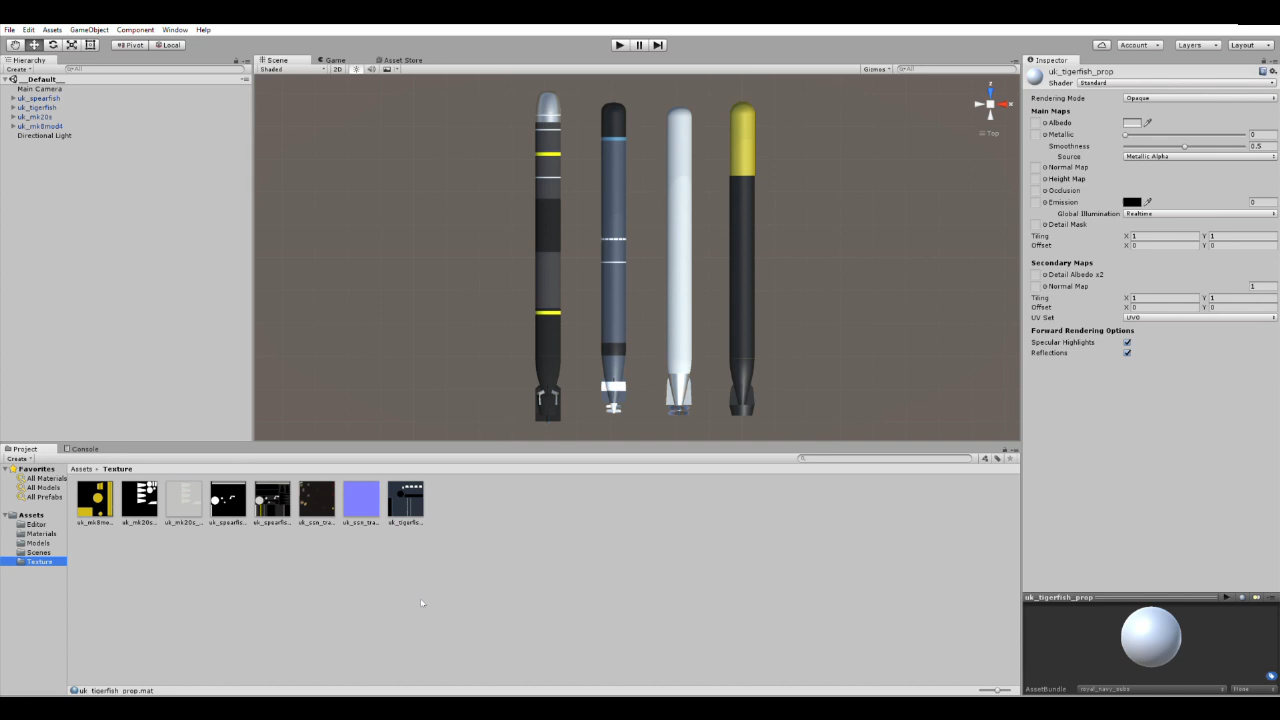 File Edit Assets GameObject Component Window Help
Pivot Local Account Layers Layout
Hierarchy
Create All
__Default__
Main Camera
uk_spearfish
uk_tigerfish
uk_mk20s
uk_mk8mod4
Directional Light
Scene Game Asset Store
Shaded 2D Gizmos All
z
x
Top
Inspector
uk_tigerfish_prop
Shader Standard
Rendering Mode Opaque
Main Maps
Albedo
Metallic 0
Smoothness 0.5
Source Metallic Alpha
Normal Map
Height Map
Occlusion
Emission 0
Global Illumination Realtime
Detail Mask
Tiling X 1 Y 1
Offset X 0 Y 0
Secondary Maps
Detail Albedo x2
Normal Map 1
Tiling X 1 Y 1
Offset X 0 Y 0
UV Set UV0
Forward Rendering Options
Specular Highlights
Reflections
Project Console
Create
Favorites
All Materials
All Models
All Prefabs
Assets
Editor
Materials
Models
Scenes
Texture
Assets Texture
uk_mk8mo... uk_mk20s... uk_mk20s_... uk_spearfis... uk_spearfis... uk_ssn_tra... uk_ssn_tra... uk_tigerfis...
uk_tigerfish_prop.mat
uk_tigerfish_prop
AssetBundle royal_navy_subs None